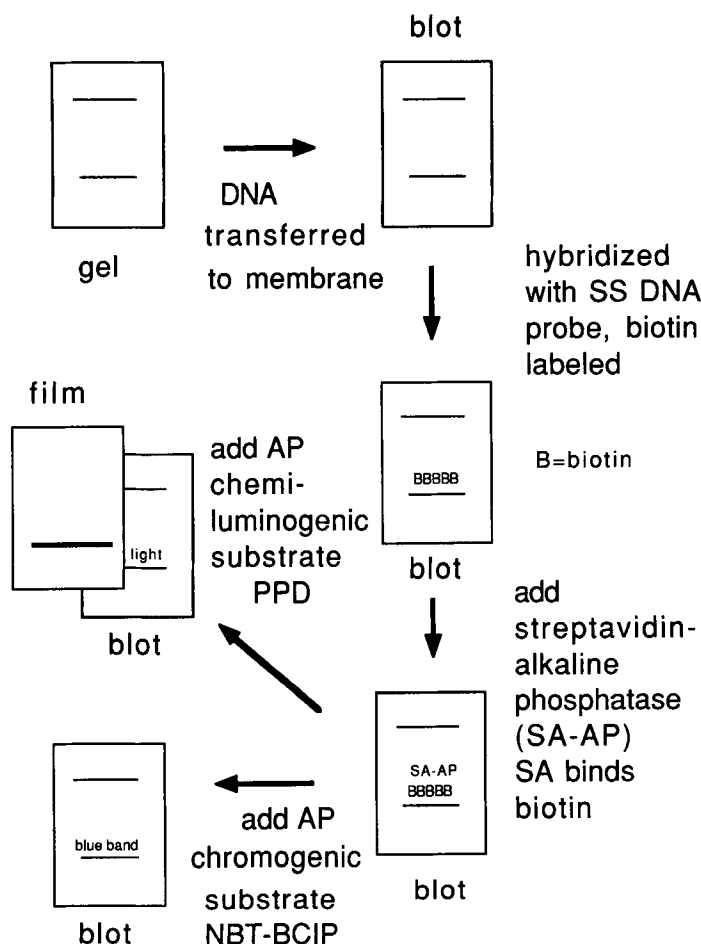 blot
DNA
transferred
to membrane
gel
hybridized
with SS DNA
probe, biotin
labeled
film
add AP
chemi-
luminogenic
substrate
PPD
BBBBB
B=biotin
light
blot
blot
add
streptavidin-
alkaline
phosphatase
(SA-AP)
SA binds
biotin
SA-AP
BBBBB
blue band
add AP
chromogenic
substrate
NBT-BCIP
blot
blot